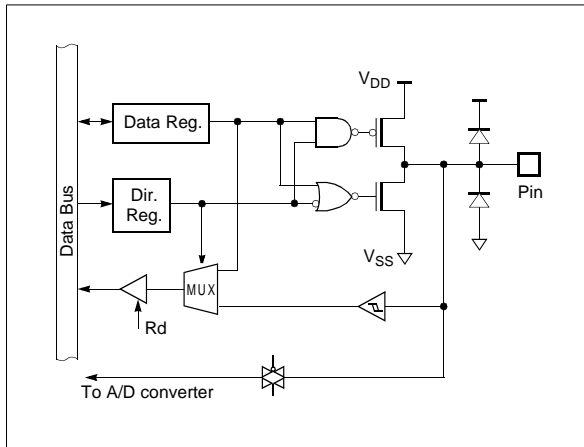 VDD
Data Reg.
Pin
Dir.
Reg.
Data Bus
VSS
MUX
Rd
To A/D converter